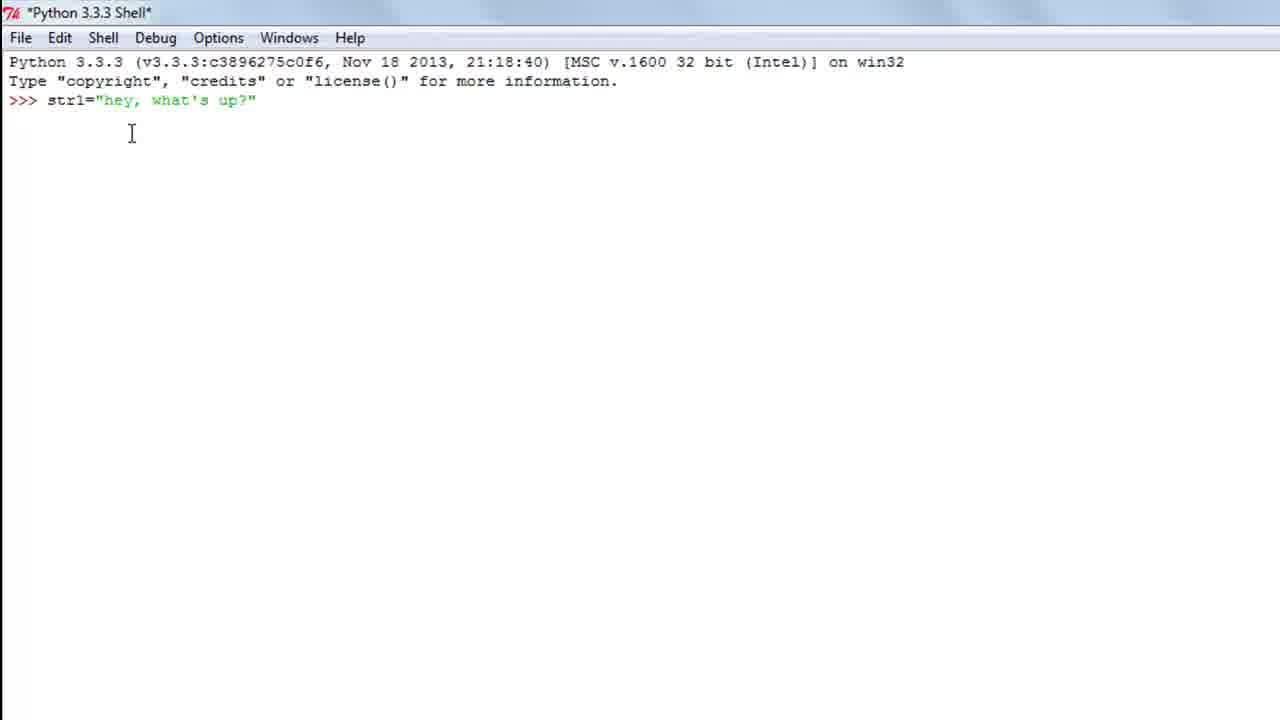 *Python 3.3.3 Shell*
File Edit Shell Debug Options Windows Help
Python 3.3.3 (v3.3.3:c3896275c0f6, Nov 18 2013, 21:18:40) [MSC v.1600 32 bit (Intel)] on win32
Type "copyright", "credits" or "license()" for more information.
>>> str1="hey, what's up?"